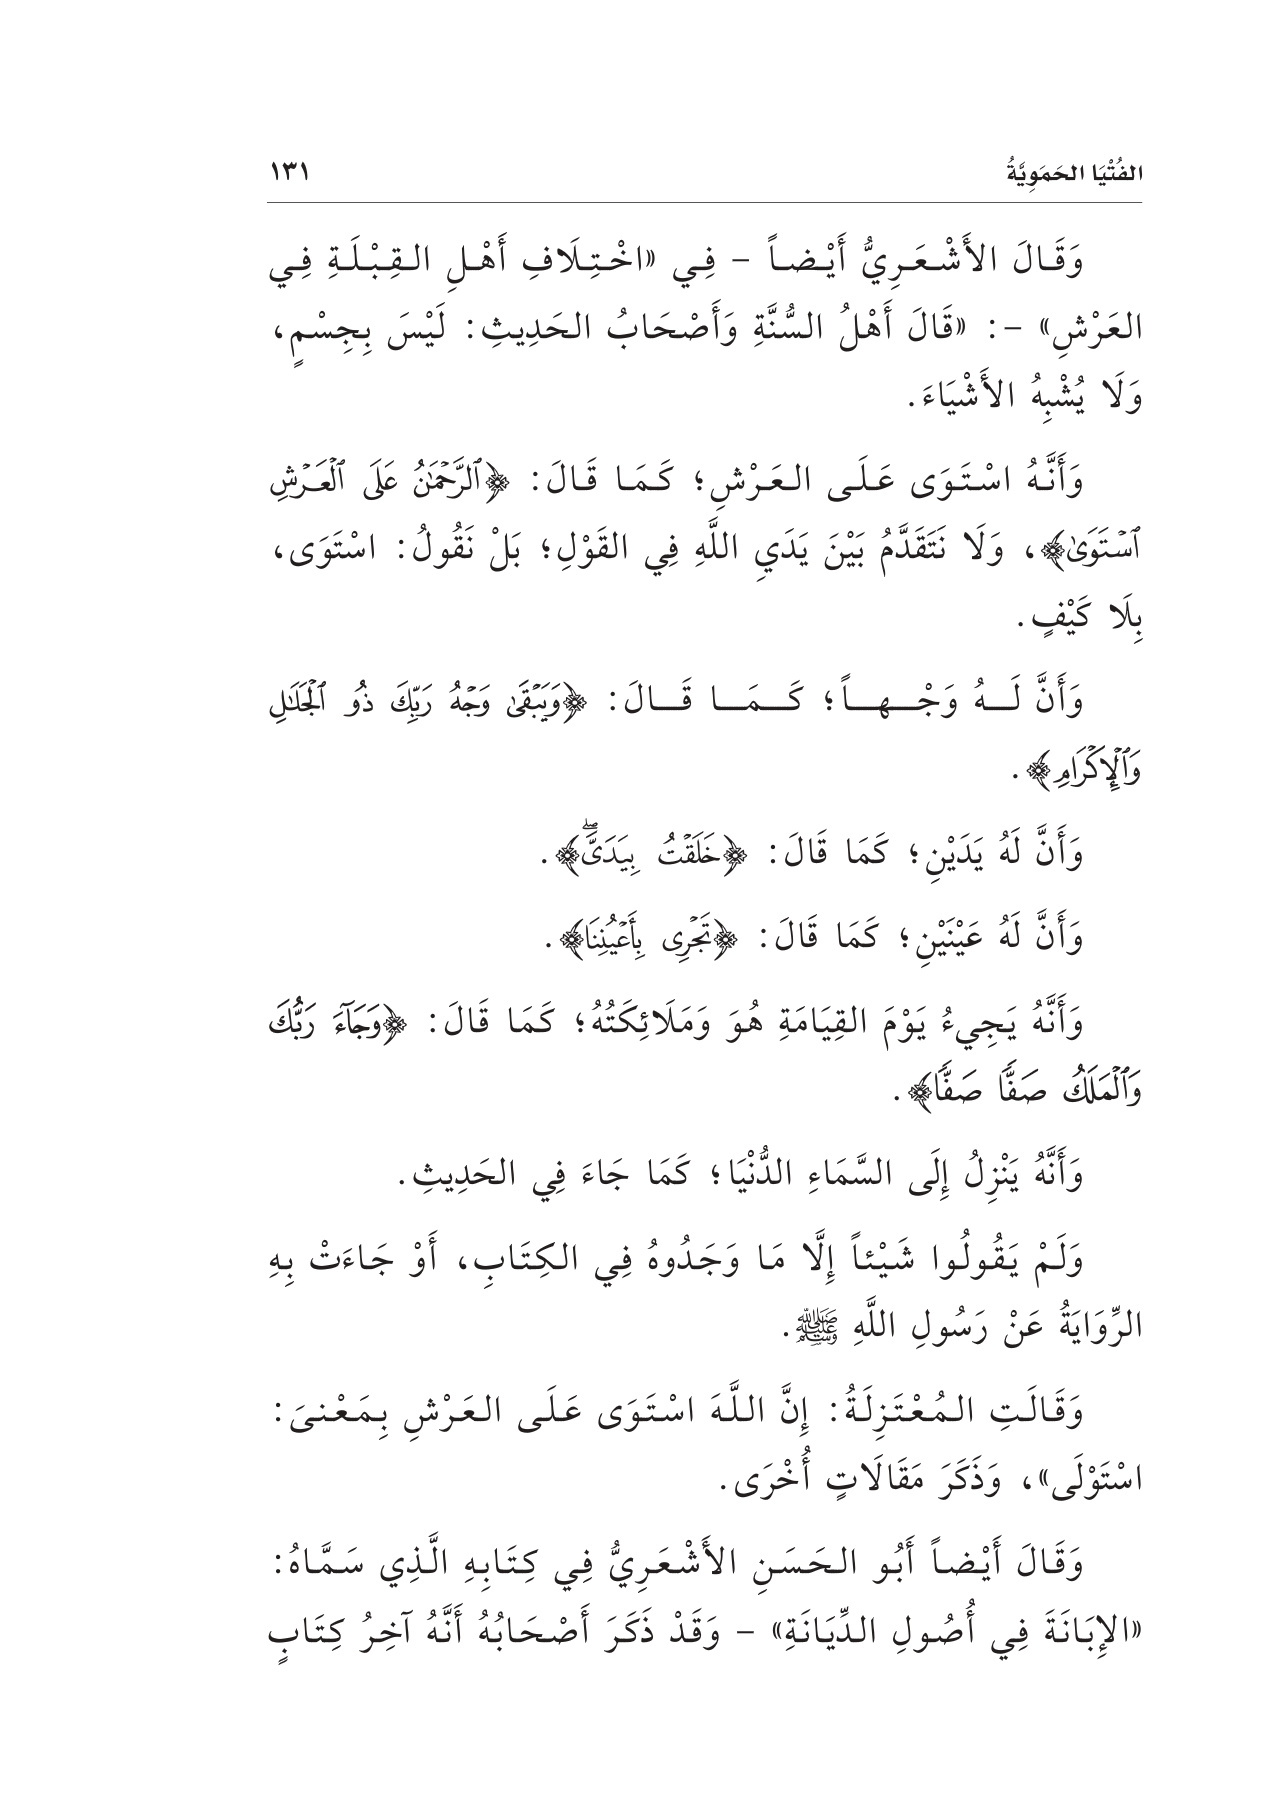 الفُتْيَا الحَمَوِيَّةُ ١٣١
وَقَالَ الأَشْعَرِيُّ أَيْضاً - فِي «اخْتِلَافِ أَهْلِ القِبْلَةِ فِي
العَرْشِ» -: «قَالَ أَهْلُ السُّنَّةِ وَأَصْحَابُ الحَدِيثِ: لَيْسَ بِجِسْمٍ،
وَلَا يُشْبِهُ الأَشْيَاءَ.
وَأَنَّهُ اسْتَوَى عَلَى العَرْشِ؛ كَمَا قَالَ: ﴿ٱلرَّحْمَٰنُ عَلَى ٱلْعَرْشِ
ٱسْتَوَىٰ﴾، وَلَا نَتَقَدَّمُ بَيْنَ يَدَيِ اللَّهِ فِي القَوْلِ؛ بَلْ نَقُولُ: اسْتَوَى،
بِلَا كَيْفٍ.
وَأَنَّ لَهُ وَجْهاً؛ كَمَا قَالَ: ﴿وَيَبْقَىٰ وَجْهُ رَبِّكَ ذُو ٱلْجَلَٰلِ
وَٱلْإِكْرَامِ﴾.
وَأَنَّ لَهُ يَدَيْنِ؛ كَمَا قَالَ: ﴿خَلَقْتُ بِيَدَىَّۖ﴾.
وَأَنَّ لَهُ عَيْنَيْنِ؛ كَمَا قَالَ: ﴿تَجْرِى بِأَعْيُنِنَا﴾.
وَأَنَّهُ يَجِيءُ يَوْمَ القِيَامَةِ هُوَ وَمَلَائِكَتُهُ؛ كَمَا قَالَ: ﴿وَجَآءَ رَبُّكَ
وَٱلْمَلَكُ صَفًّا صَفًّا﴾.
وَأَنَّهُ يَنْزِلُ إِلَى السَّمَاءِ الدُّنْيَا؛ كَمَا جَاءَ فِي الحَدِيثِ.
وَلَمْ يَقُولُوا شَيْئاً إِلَّا مَا وَجَدُوهُ فِي الكِتَابِ، أَوْ جَاءَتْ بِهِ
الرِّوَايَةُ عَنْ رَسُولِ اللَّهِ ﷺ.
وَقَالَتِ المُعْتَزِلَةُ: إِنَّ اللَّهَ اسْتَوَى عَلَى العَرْشِ بِمَعْنىَ:
اسْتَوْلَى»، وَذَكَرَ مَقَالَاتٍ أُخْرَى.
وَقَالَ أَيْضاً أَبُو الحَسَنِ الأَشْعَرِيُّ فِي كِتَابِهِ الَّذِي سَمَّاهُ:
«الإِبَانَةَ فِي أُصُولِ الدِّيَانَةِ» - وَقَدْ ذَكَرَ أَصْحَابُهُ أَنَّهُ آخِرُ كِتَابٍ